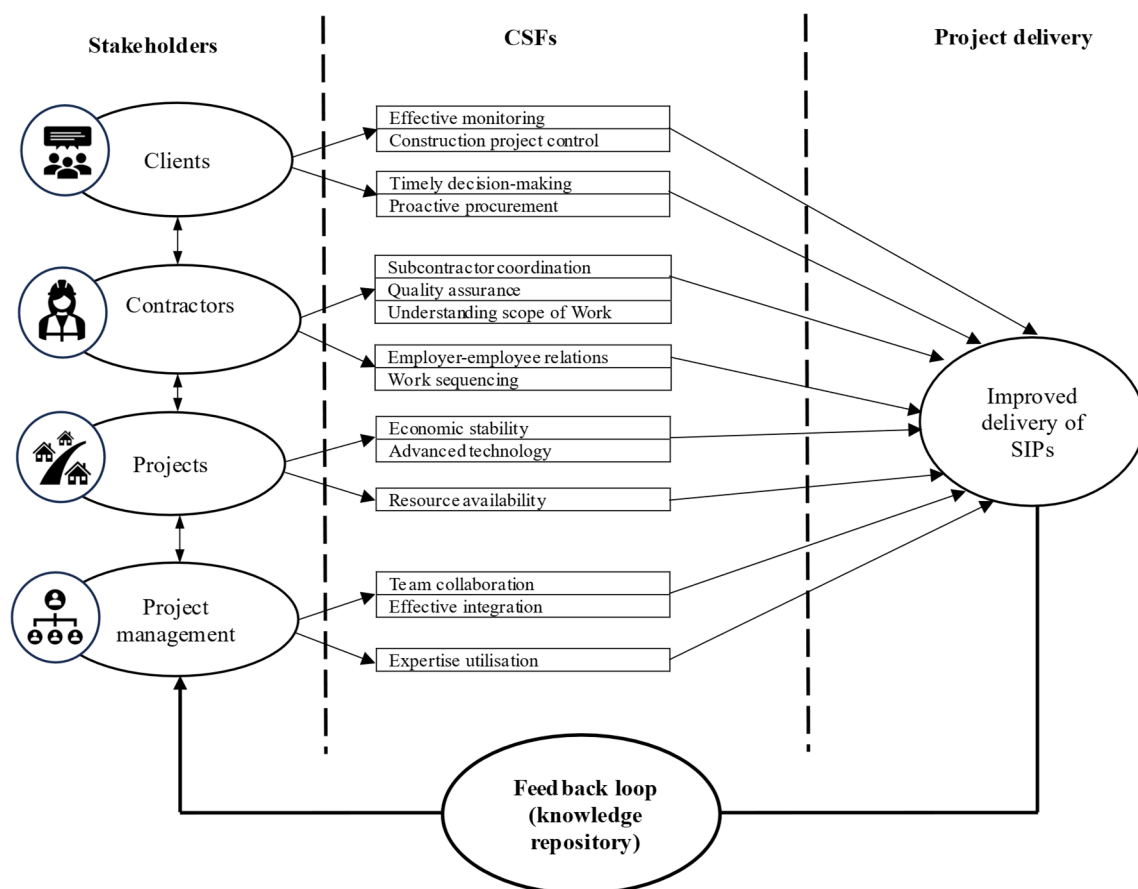 Stakeholders
CSFs
Project delivery
Clients
Effective monitoring
Construction project control
Timely decision-making
Proactive procurement
Contractors
Subcontractor coordination
Quality assurance
Understanding scope of Work
Employer-employee relations
Work sequencing
Improved
delivery of
SIPs
Projects
Economic stability
Advanced technology
Resource availability
Project
management
Team collaboration
Effective integration
Expertise utilisation
Feedback loop
(knowledge
repository)